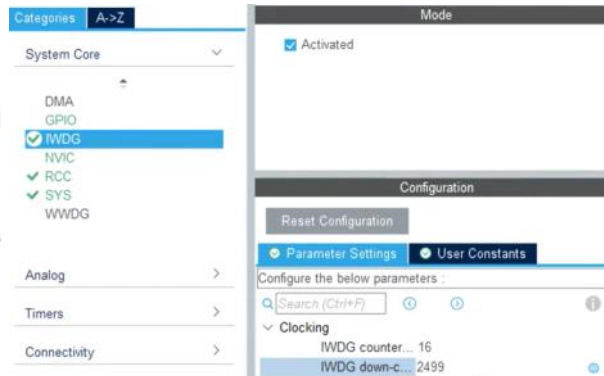 Categories A->Z
System Core
DMA
GPIO
IWDG
NVIC
RCC
SYS
WWDG
Analog
Timers
Connectivity
Mode
Activated
Configuration
Reset Configuration
Parameter Settings User Constants
Configure the below parameters :
Search (Ctrl+F)
Clocking
IWDG counter... 16
IWDG down-c... 2499